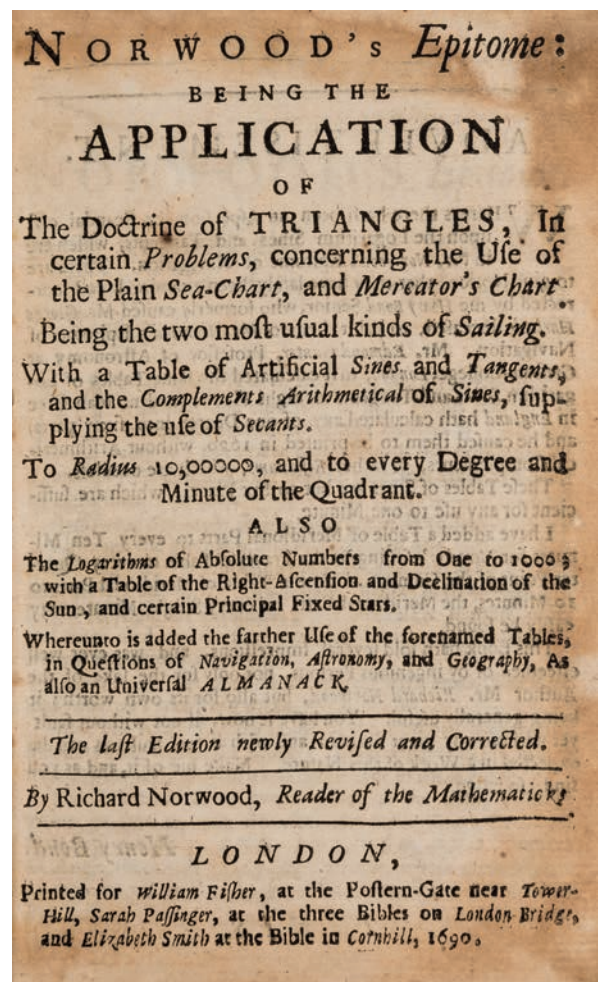 NORWOOD's Epitome:
BEING THE
APPLICATION
OF
The Doctrine of TRIANGLES, In
certain Problems, concerning the Uſe of
the Plain Sea-Chart, and Mercator's Chart
Being the two moſt uſual kinds of Sailing.
With a Table of Artificial Sines and Tangents,
and the Complements Arithmetical of Sines, ſup-
plying the uſe of Secants.
To Radius 10,00000, and to every Degree and
Minute of the Quadrant.
ALSO
The Logarithms of Abſolute Numbers from One to 1000;
with a Table of the Right-Aſcenſion and Declination of the
Sun, and certain Principal Fixed Stars.
Whereunto is added the farther Uſe of the forenamed Tables,
in Queſtions of Navigation, Aſtronomy, and Geography, As
alſo an Univerſal ALMANACK.
The laſt Edition newly Reviſed and Corrected.
By Richard Norwood, Reader of the Mathematicks
LONDON,
Printed for William Fiſher, at the Poſtern-Gate near Tower-
Hill, Sarah Paſſinger, at the three Bibles on London-Bridge,
and Elizabeth Smith at the Bible in Cornhill, 1690.